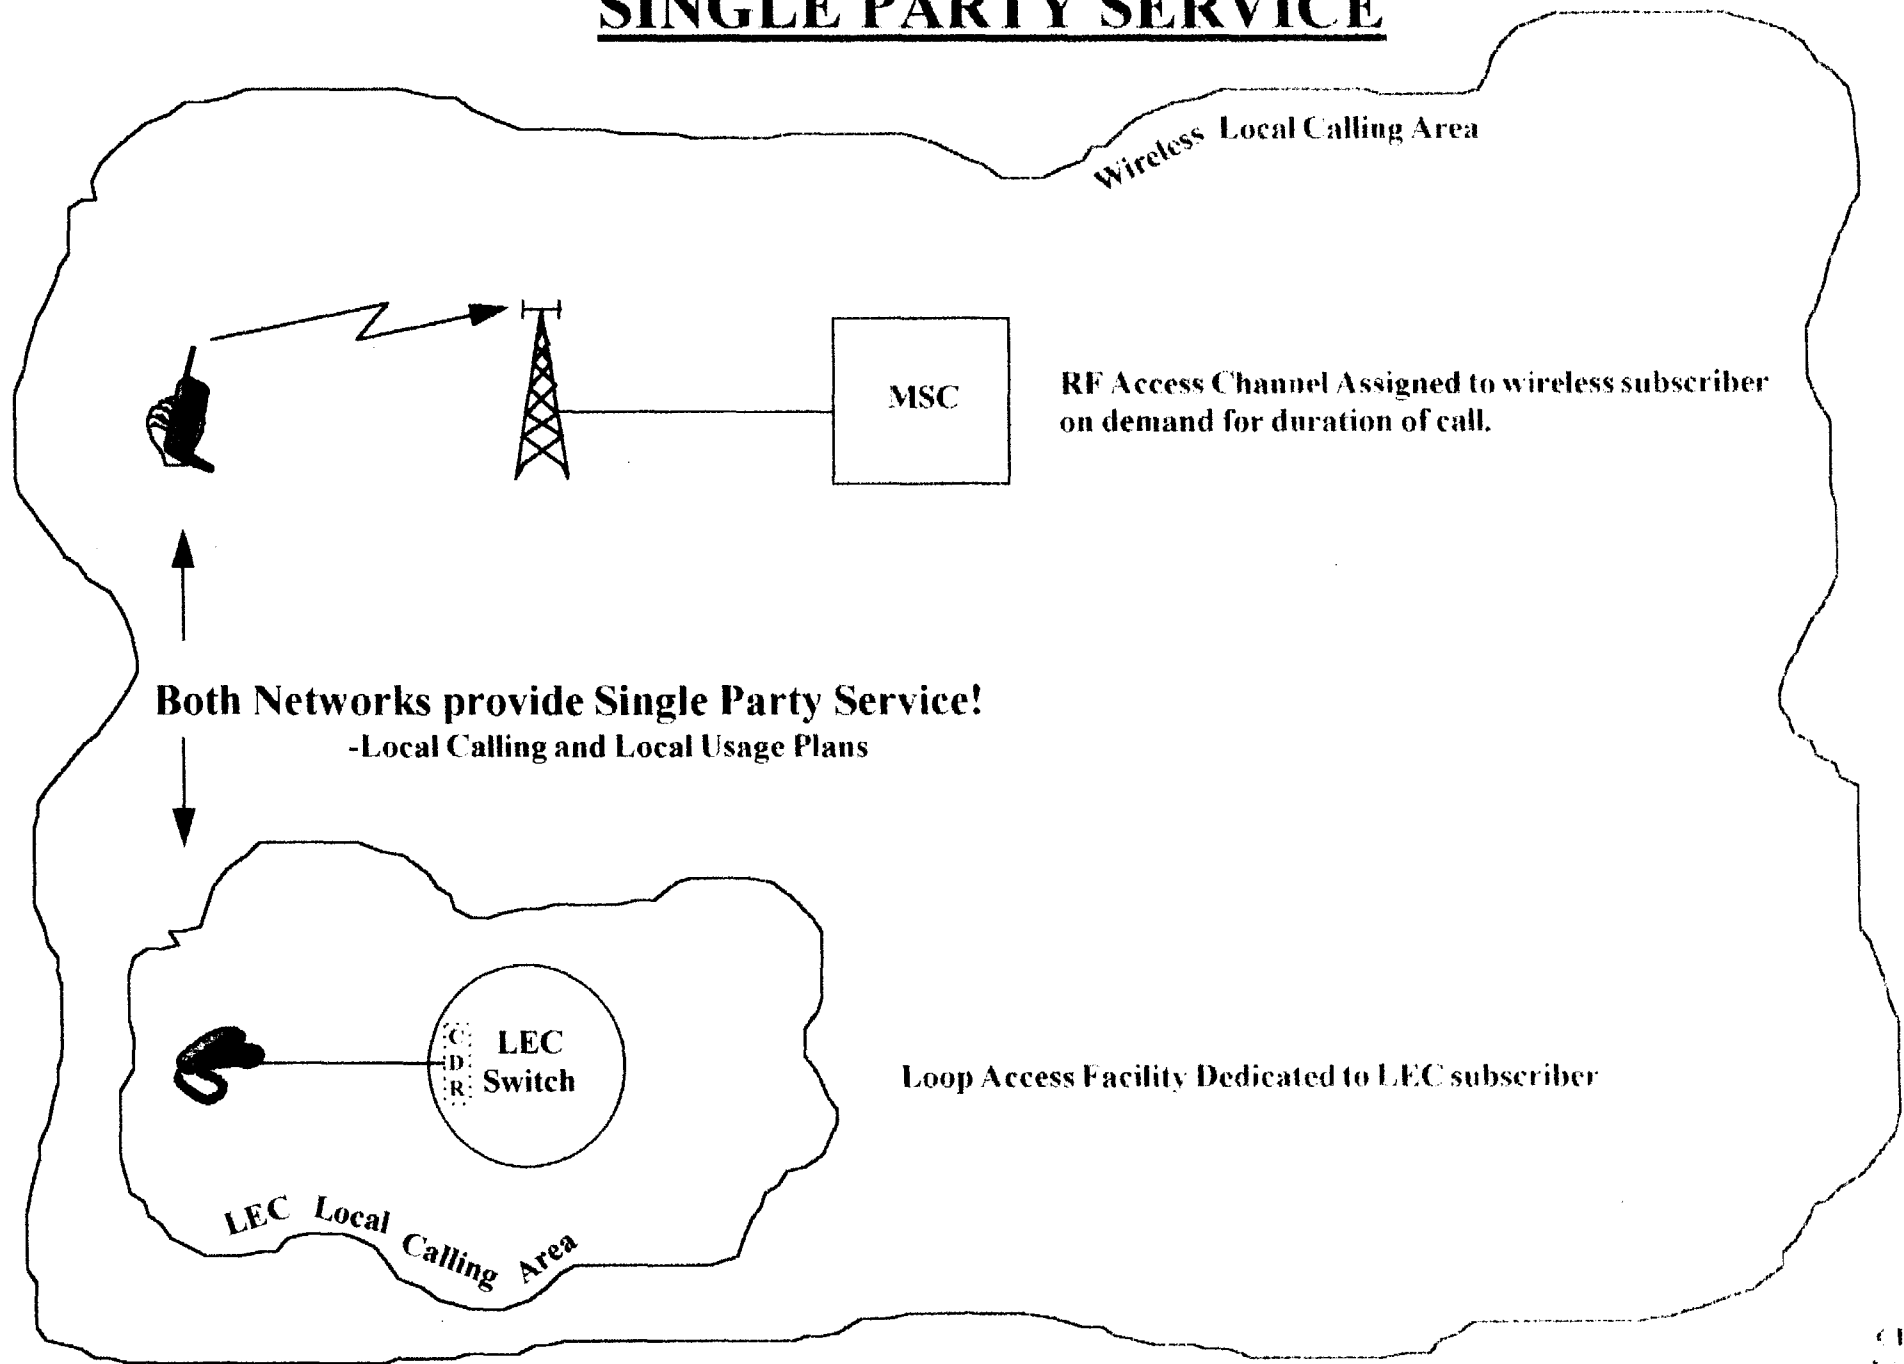 SINGLE PARTY SERVICE
Wireless Local Calling Area
MSC
RF Access Channel Assigned to wireless subscriber
on demand for duration of call.
Both Networks provide Single Party Service!
-Local Calling and Local Usage Plans
C
D
R
LEC
Switch
Loop Access Facility Dedicated to LEC subscriber
LEC Local Calling Area